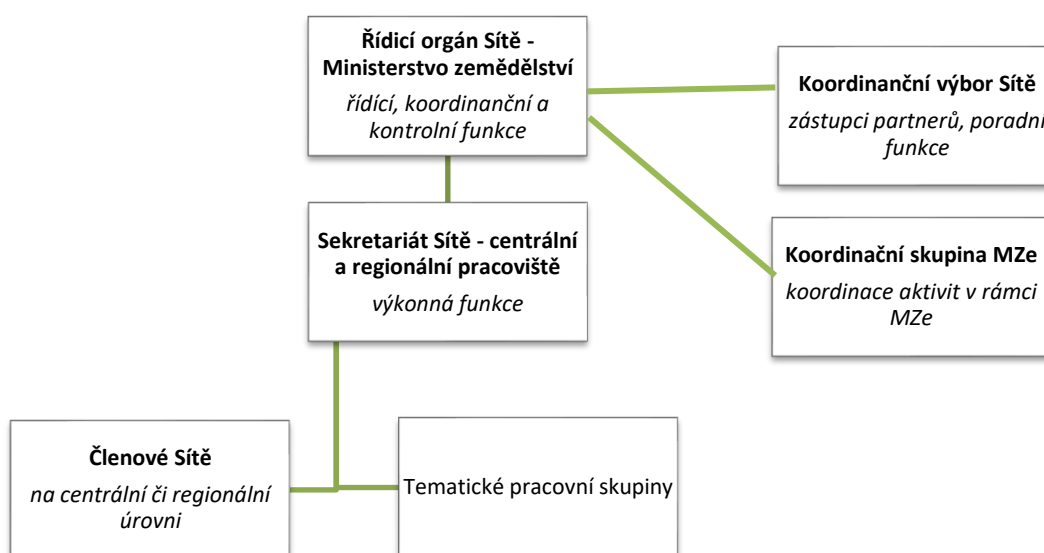 Řídicí orgán Sítě -
Ministerstvo zemědělství
řídící, koordinanční a
kontrolní funkce
Koordinanční výbor Sítě
zástupci partnerů, poradní
funkce
Sekretariát Sítě - centrální
a regionální pracoviště
výkonná funkce
Koordinační skupina MZe
koordinace aktivit v rámci
MZe
Členové Sítě
na centrální či regionální
úrovni
Tematické pracovní skupiny